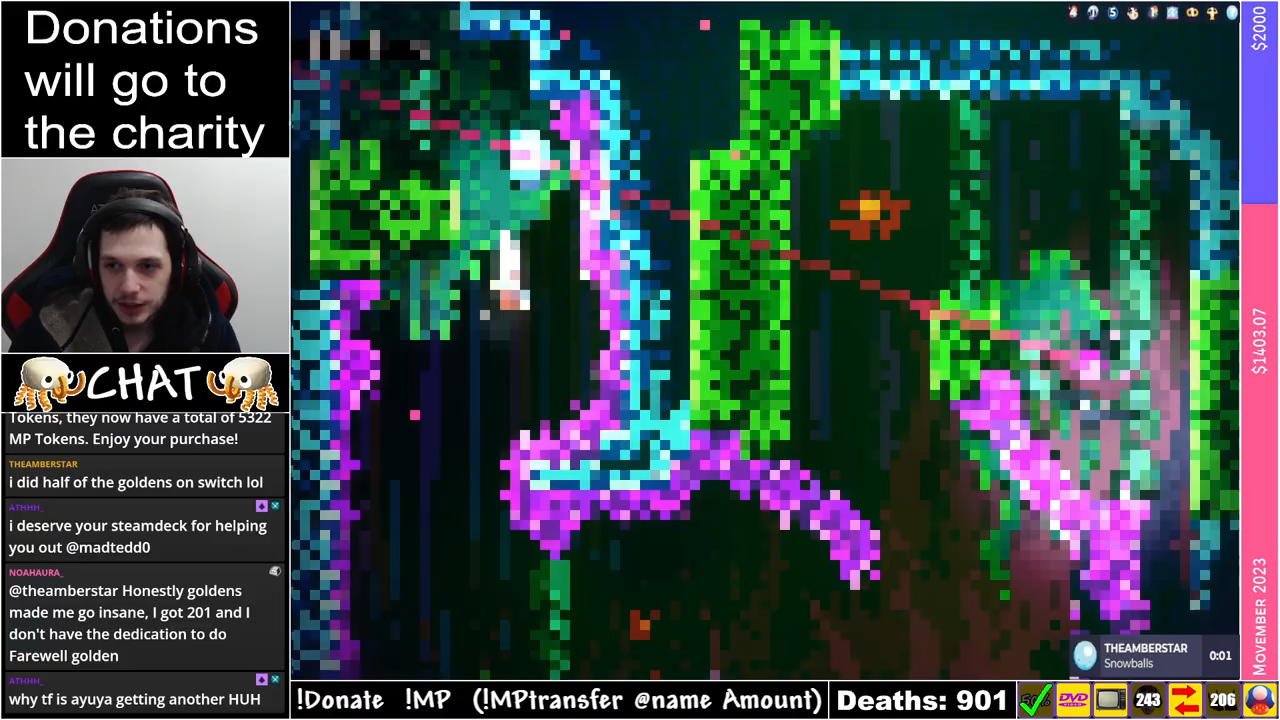 Donations
will go to
the charity
CHAT
Tokens, they now have a total of 5322
MP Tokens. Enjoy your purchase!
THEAMBERSTAR
i did half of the goldens on switch lol
ATHHH_
i deserve your steamdeck for helping
you out @madtedd0
NOAHAURA_
@theamberstar Honestly goldens
made me go insane, I got 201 and I
don't have the dedication to do
Farewell golden
ATHHH_
why tf is ayuya getting another HUH
$2000
$1403.07
MOVEMBER 2023
THEAMBERSTAR
Snowballs
0:01
!Donate !MP (!MPtransfer @name Amount)
Deaths: 901
DVD
VIDEO
243
206